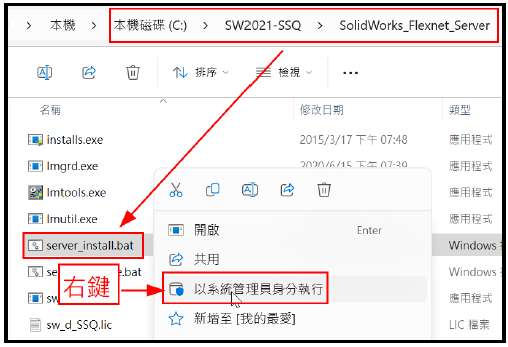 本機 > 本機磁碟 (C:) > SW2021-SSQ > SolidWorks_Flexnet_Server
排序 檢視 ...
名稱 修改日期 類型
installs.exe 2015/3/17 下午 07:48 應用程式
lmgrd.exe 2020/6/15 下午 07:39 應用程式
lmtools.exe 應用程式
lmutil.exe 應用程式
開啟 Enter
server_install.bat Windows
共用
e.bat Windows
右鍵
以系統管理員身分執行
sw 應用程式
sw_d_SSQ.lic LIC 檔案
新增至 [我的最愛]